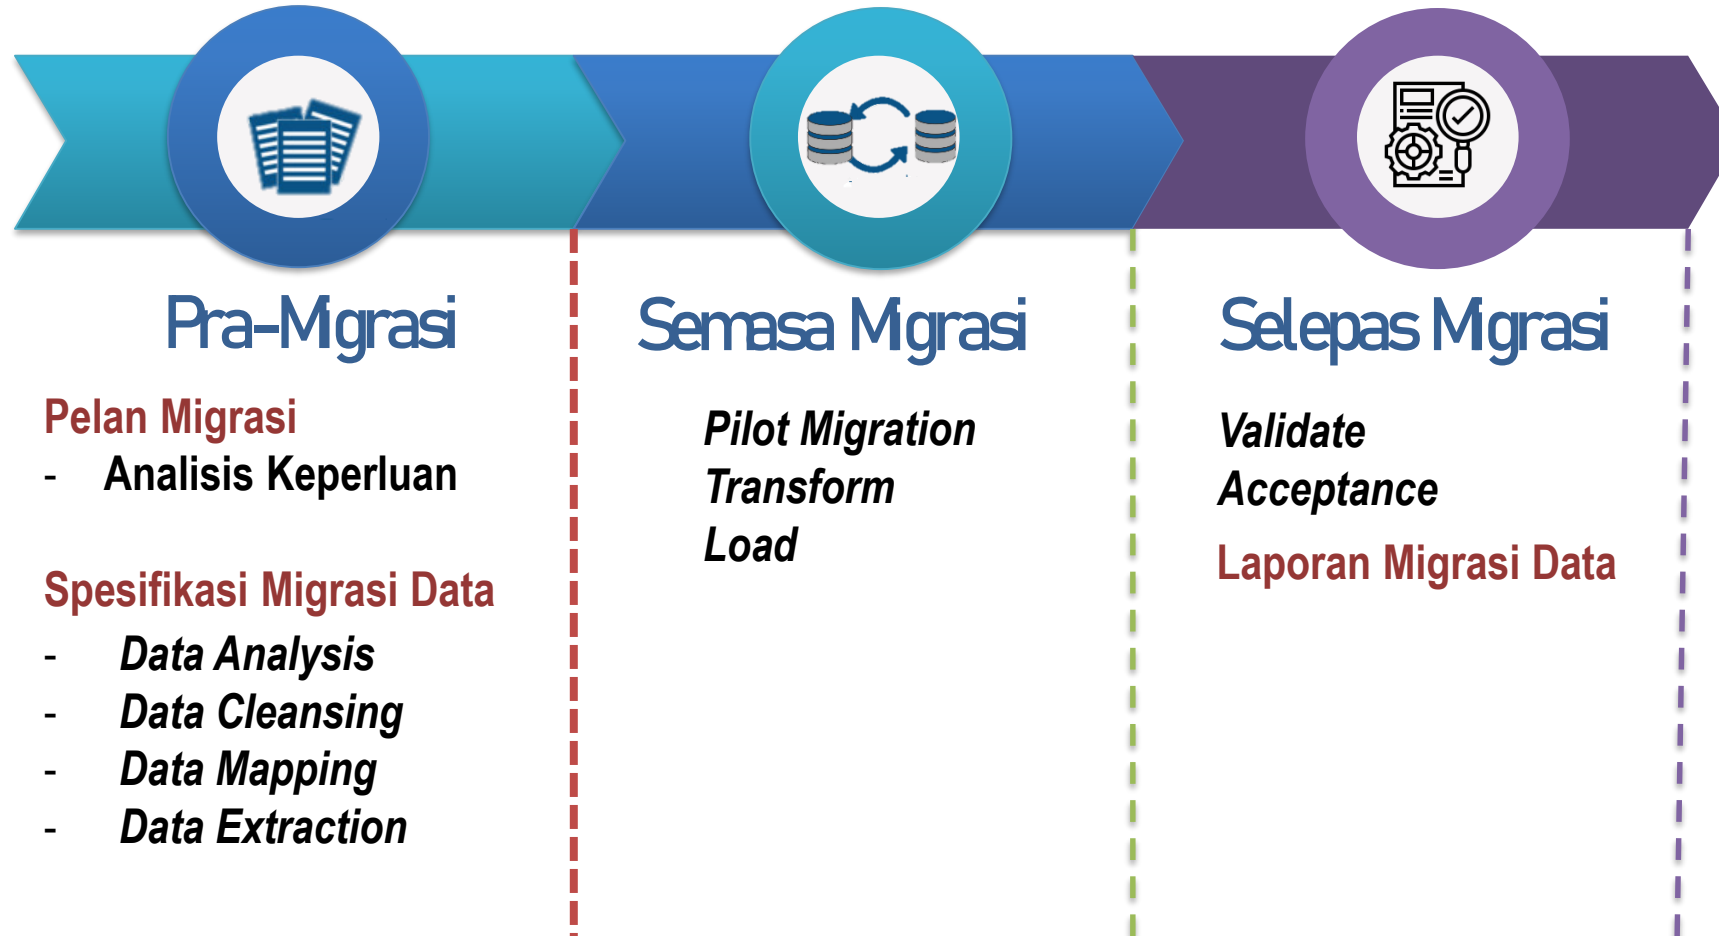 Pra-Migrasi
Pelan Migrasi
- Analisis Keperluan
Spesifikasi Migrasi Data
- Data Analysis
- Data Cleansing
- Data Mapping
- Data Extraction
Semasa Migrasi
Pilot Migration
Transform
Load
Selepas Migrasi
Validate
Acceptance
Laporan Migrasi Data